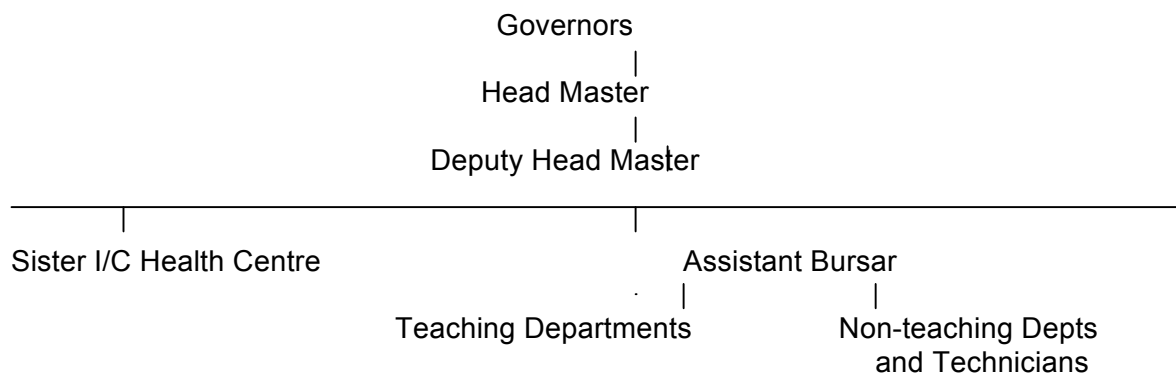 Governors
Head Master
Deputy Head Master
Sister I/C Health Centre Assistant Bursar
Teaching Departments Non-teaching Depts
and Technicians